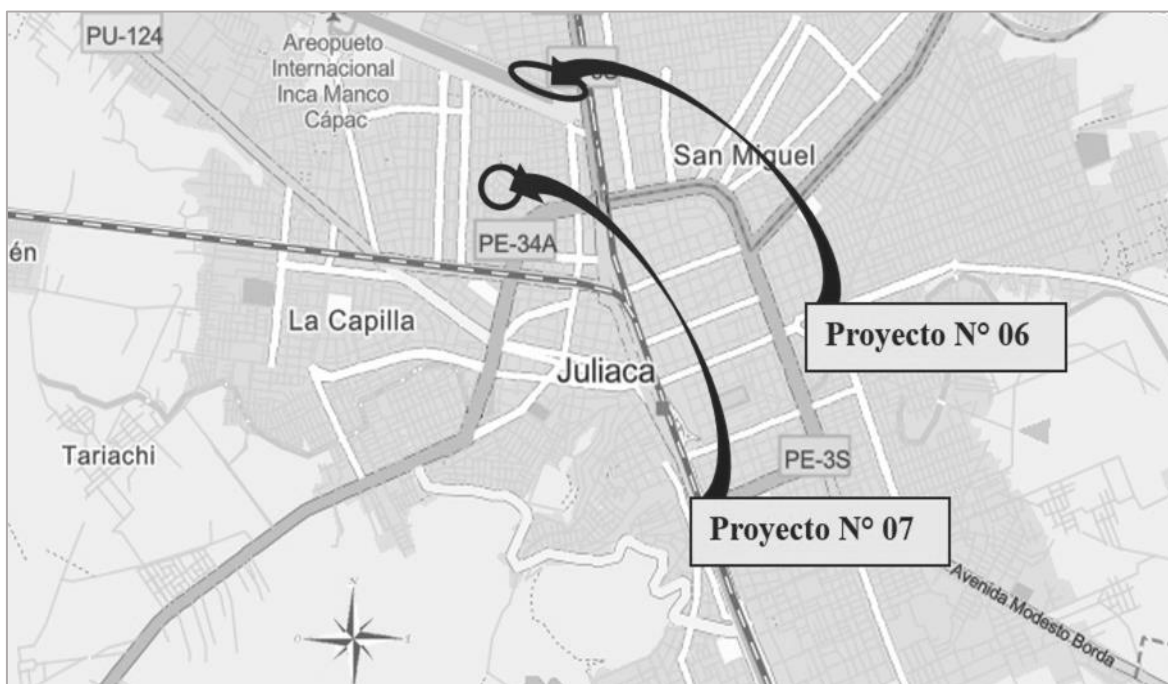 PU-124
Areopueto
Internacional
Inca Manco
Cápac
San Miguel
PE-34A
én
La Capilla
Proyecto N° 06
Juliaca
Tariachi
PE-3S
Proyecto N° 07
Avenida Modesto Borda
N
O